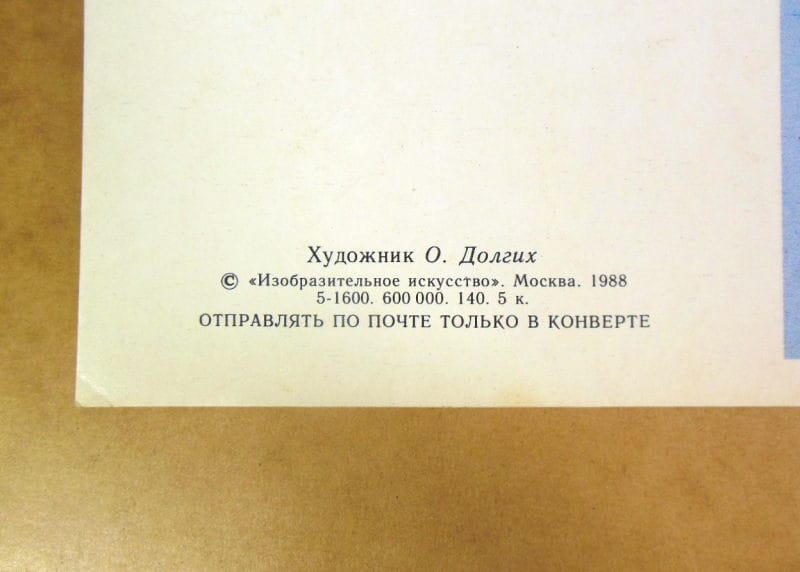 Художник О. Долгих
© «Изобразительное искусство». Москва. 1988
5-1600. 600 000. 140. 5 к.
ОТПРАВЛЯТЬ ПО ПОЧТЕ ТОЛЬКО В КОНВЕРТЕ